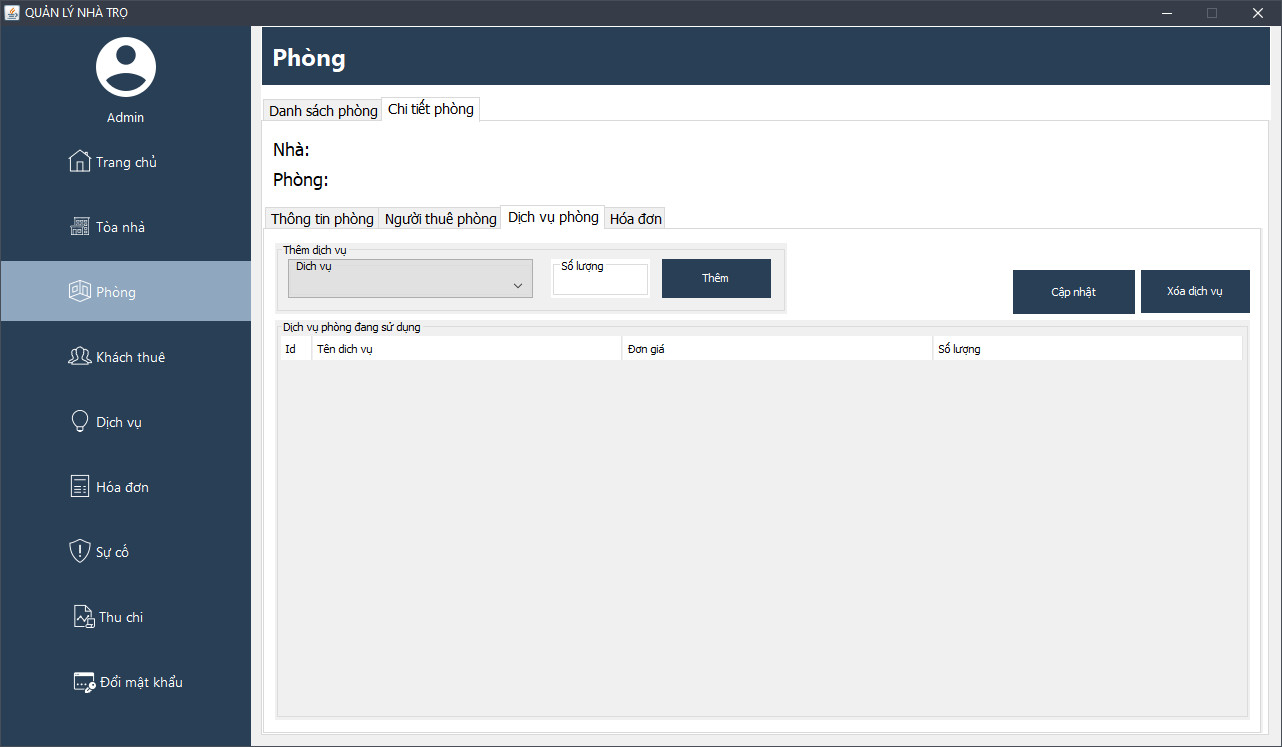 QUẢN LÝ NHÀ TRỌ
Admin
Trang chủ
Tòa nhà
Phòng
Khách thuê
Dịch vụ
Hóa đơn
Sự cố
Thu chi
Đổi mật khẩu
Phòng
Danh sách phòng Chi tiết phòng
Nhà:
Phòng:
Thông tin phòng Người thuê phòng Dịch vụ phòng Hóa đơn
Thêm dịch vụ
Dịch vụ Số lượng Thêm Cập nhật Xóa dịch vụ
Dịch vụ phòng đang sử dụng
Id Tên dich vụ Đơn giá Số lượng